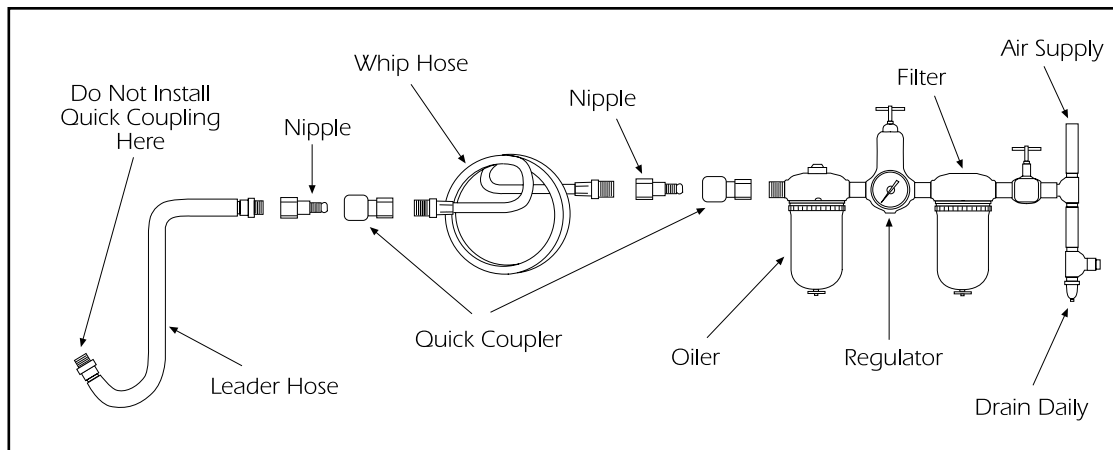 Air Supply
Whip Hose
Filter
Do Not Install
Quick Coupling
Here
Nipple
Nipple
Quick Coupler
Oiler
Regulator
Leader Hose
Drain Daily